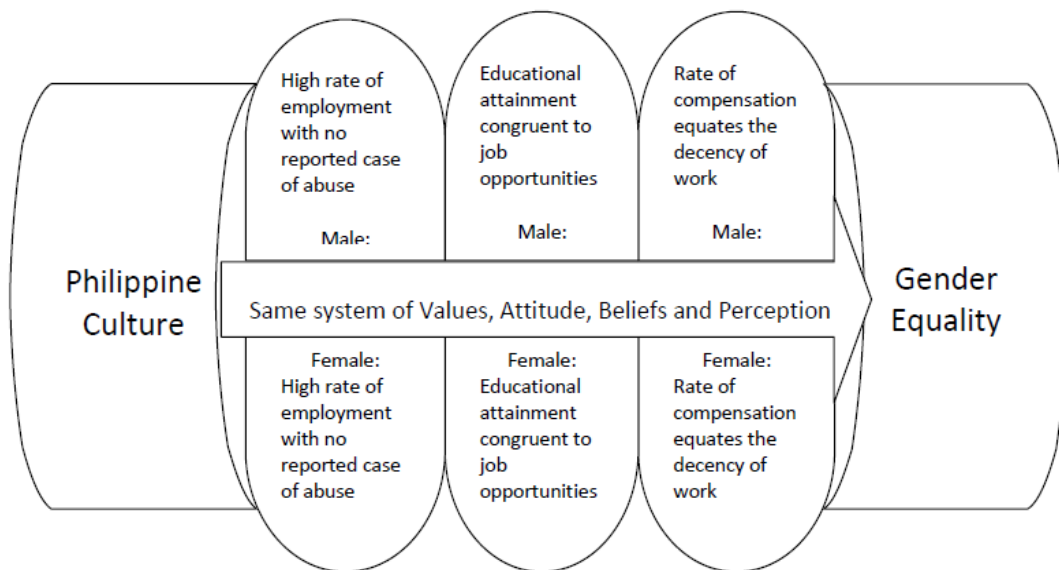 Philippine
Culture
High rate of
employment
with no
reported case
of abuse
Male:
Educational
attainment
congruent to
job
opportunities
Male:
Rate of
compensation
equates the
decency of
work
Male:
Same system of Values, Attitude, Beliefs and Perception
Female:
High rate of
employment
with no
reported case
of abuse
Female:
Educational
attainment
congruent to
job
opportunities
Female:
Rate of
compensation
equates the
decency of
work
Gender
Equality